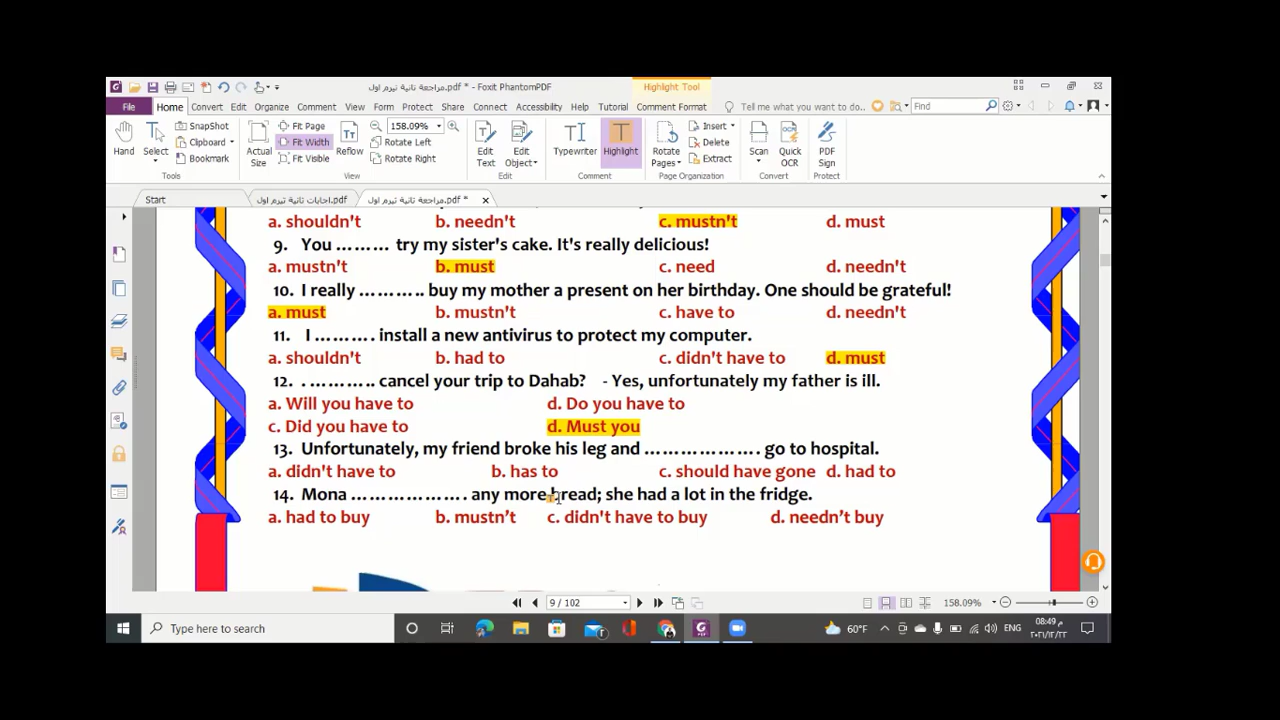 مراجعة ثانية تيرم اول.pdf * - Foxit PhantomPDF
Highlight Tool
File Home Convert Edit Organize Comment View Form Protect Share Connect Accessibility Help Tutorial Comment Format Tell me what you want to do.. Find
Hand Select SnapShot Clipboard Bookmark Actual Size Fit Page Fit Width Fit Visible Reflow 158.09% Rotate Left Rotate Right Edit Text Edit Object Typewriter Highlight Rotate Pages Insert Delete Extract Scan Quick OCR PDF Sign
Tools View Edit Comment Page Organization Convert Protect
Start اجابات ثانية تيرم اول.pdf مراجعة ثانية تيرم اول.pdf *
a. shouldn't b. needn't c. mustn't d. must
9. You ……… try my sister's cake. It's really delicious!
a. mustn't b. must c. need d. needn't
10. I really ……….. buy my mother a present on her birthday. One should be grateful!
a. must b. mustn't c. have to d. needn't
11. I ………. install a new antivirus to protect my computer.
a. shouldn't b. had to c. didn't have to d. must
12. . ……….. cancel your trip to Dahab? - Yes, unfortunately my father is ill.
a. Will you have to d. Do you have to
c. Did you have to d. Must you
13. Unfortunately, my friend broke his leg and ………………. go to hospital.
a. didn't have to b. has to c. should have gone d. had to
14. Mona ………………. any more bread; she had a lot in the fridge.
a. had to buy b. mustn't c. didn't have to buy d. needn't buy
9 / 102 158.09%
Type here to search 60°F ENG م 08:49
٢٠٢١/١٢/٢٢